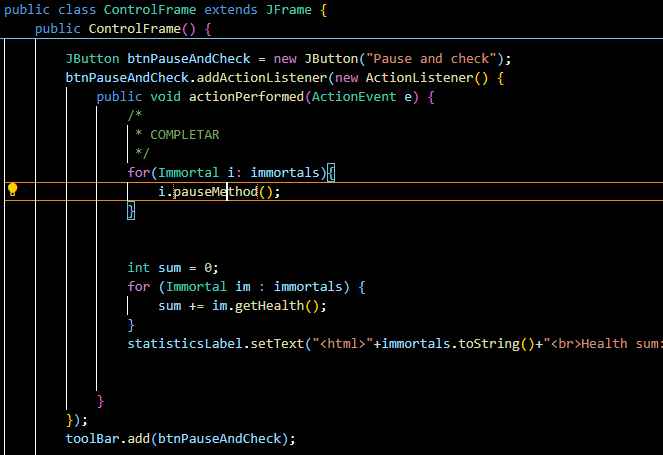 public class ControlFrame extends JFrame {
public ControlFrame() {
JButton btnPauseAndCheck = new JButton("Pause and check");
btnPauseAndCheck.addActionListener(new ActionListener() {
public void actionPerformed(ActionEvent e) {
/*
* COMPLETAR
*/
for(Immortal i: immortals){
i.pauseMethod();
}
int sum = 0;
for (Immortal im : immortals) {
sum += im.getHealth();
}
statisticsLabel.setText("<html>"+immortals.toString()+"<br>Health sum:
}
});
toolBar.add(btnPauseAndCheck);